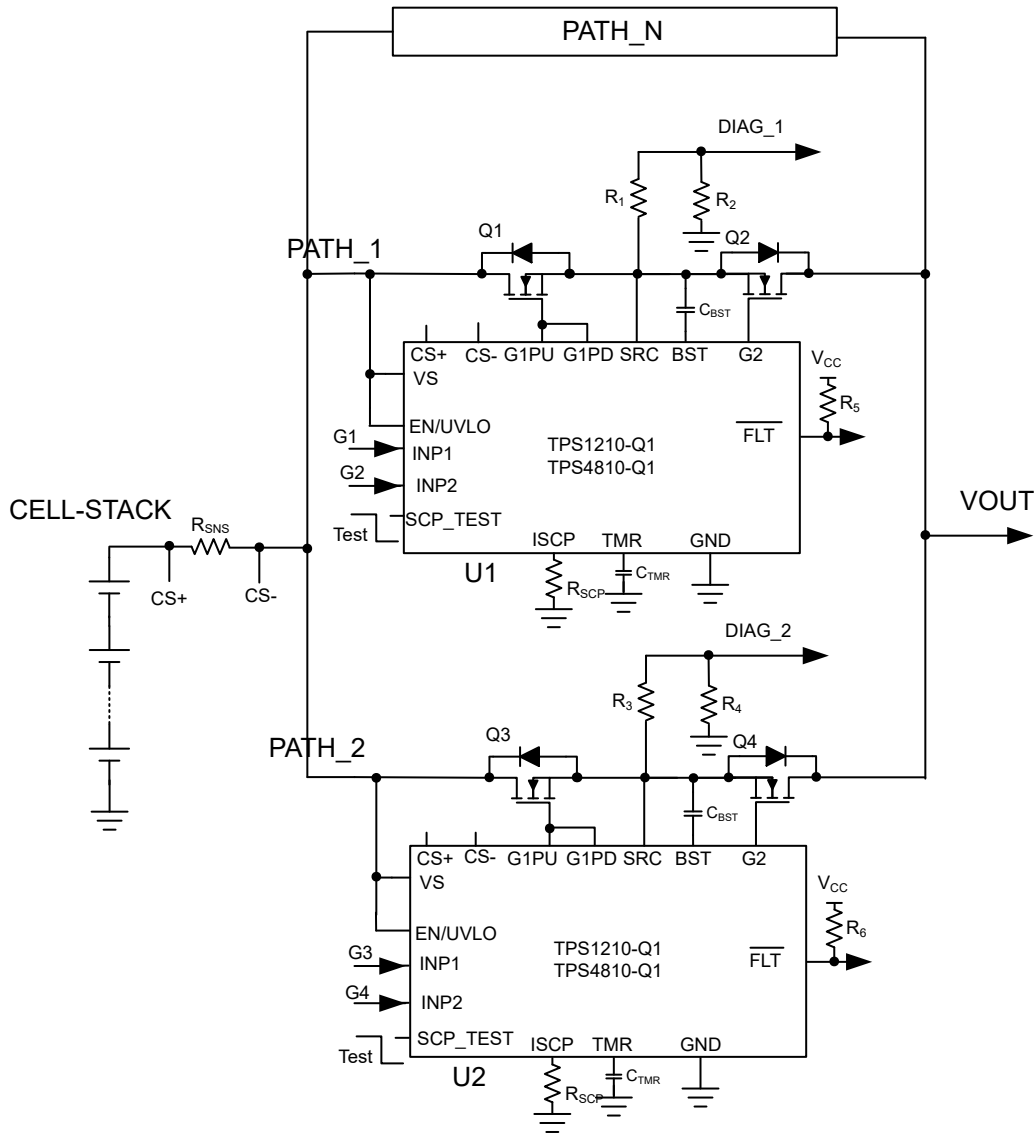 PATH_N
DIAG_1
R1
R2
Q1
Q2
PATH_1
CBST
CS+
CS-
G1PU
G1PD
SRC
BST
G2
VS
VCC
R5
EN/UVLO
FLT
G1
INP1
TPS1210-Q1
G2
INP2
TPS4810-Q1
SCP_TEST
Test
ISCP
TMR
GND
U1
RSCP
CTMR
CELL-STACK
RSNS
CS+
CS-
VOUT
DIAG_2
R3
R4
Q3
Q4
PATH_2
CBST
CS+
CS-
G1PU
G1PD
SRC
BST
G2
VS
VCC
R6
EN/UVLO
FLT
G3
INP1
TPS1210-Q1
G4
INP2
TPS4810-Q1
SCP_TEST
Test
ISCP
TMR
GND
U2
RSCP
CTMR